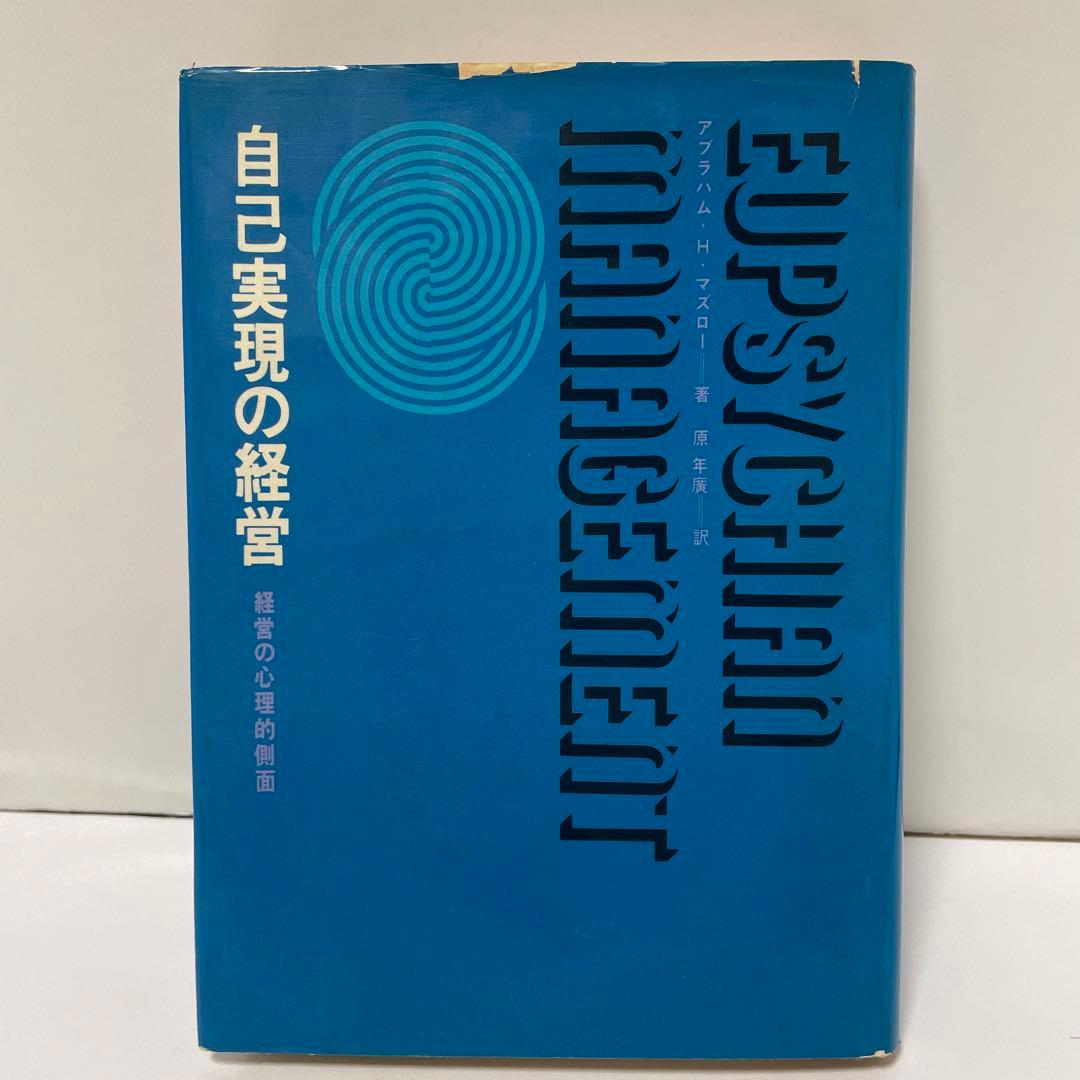 EUPSYCHIAN
MANAGEMENT
アブラハム・H・マズロー＝著 原 年廣＝訳
自己実現の経営
経営の心理的側面